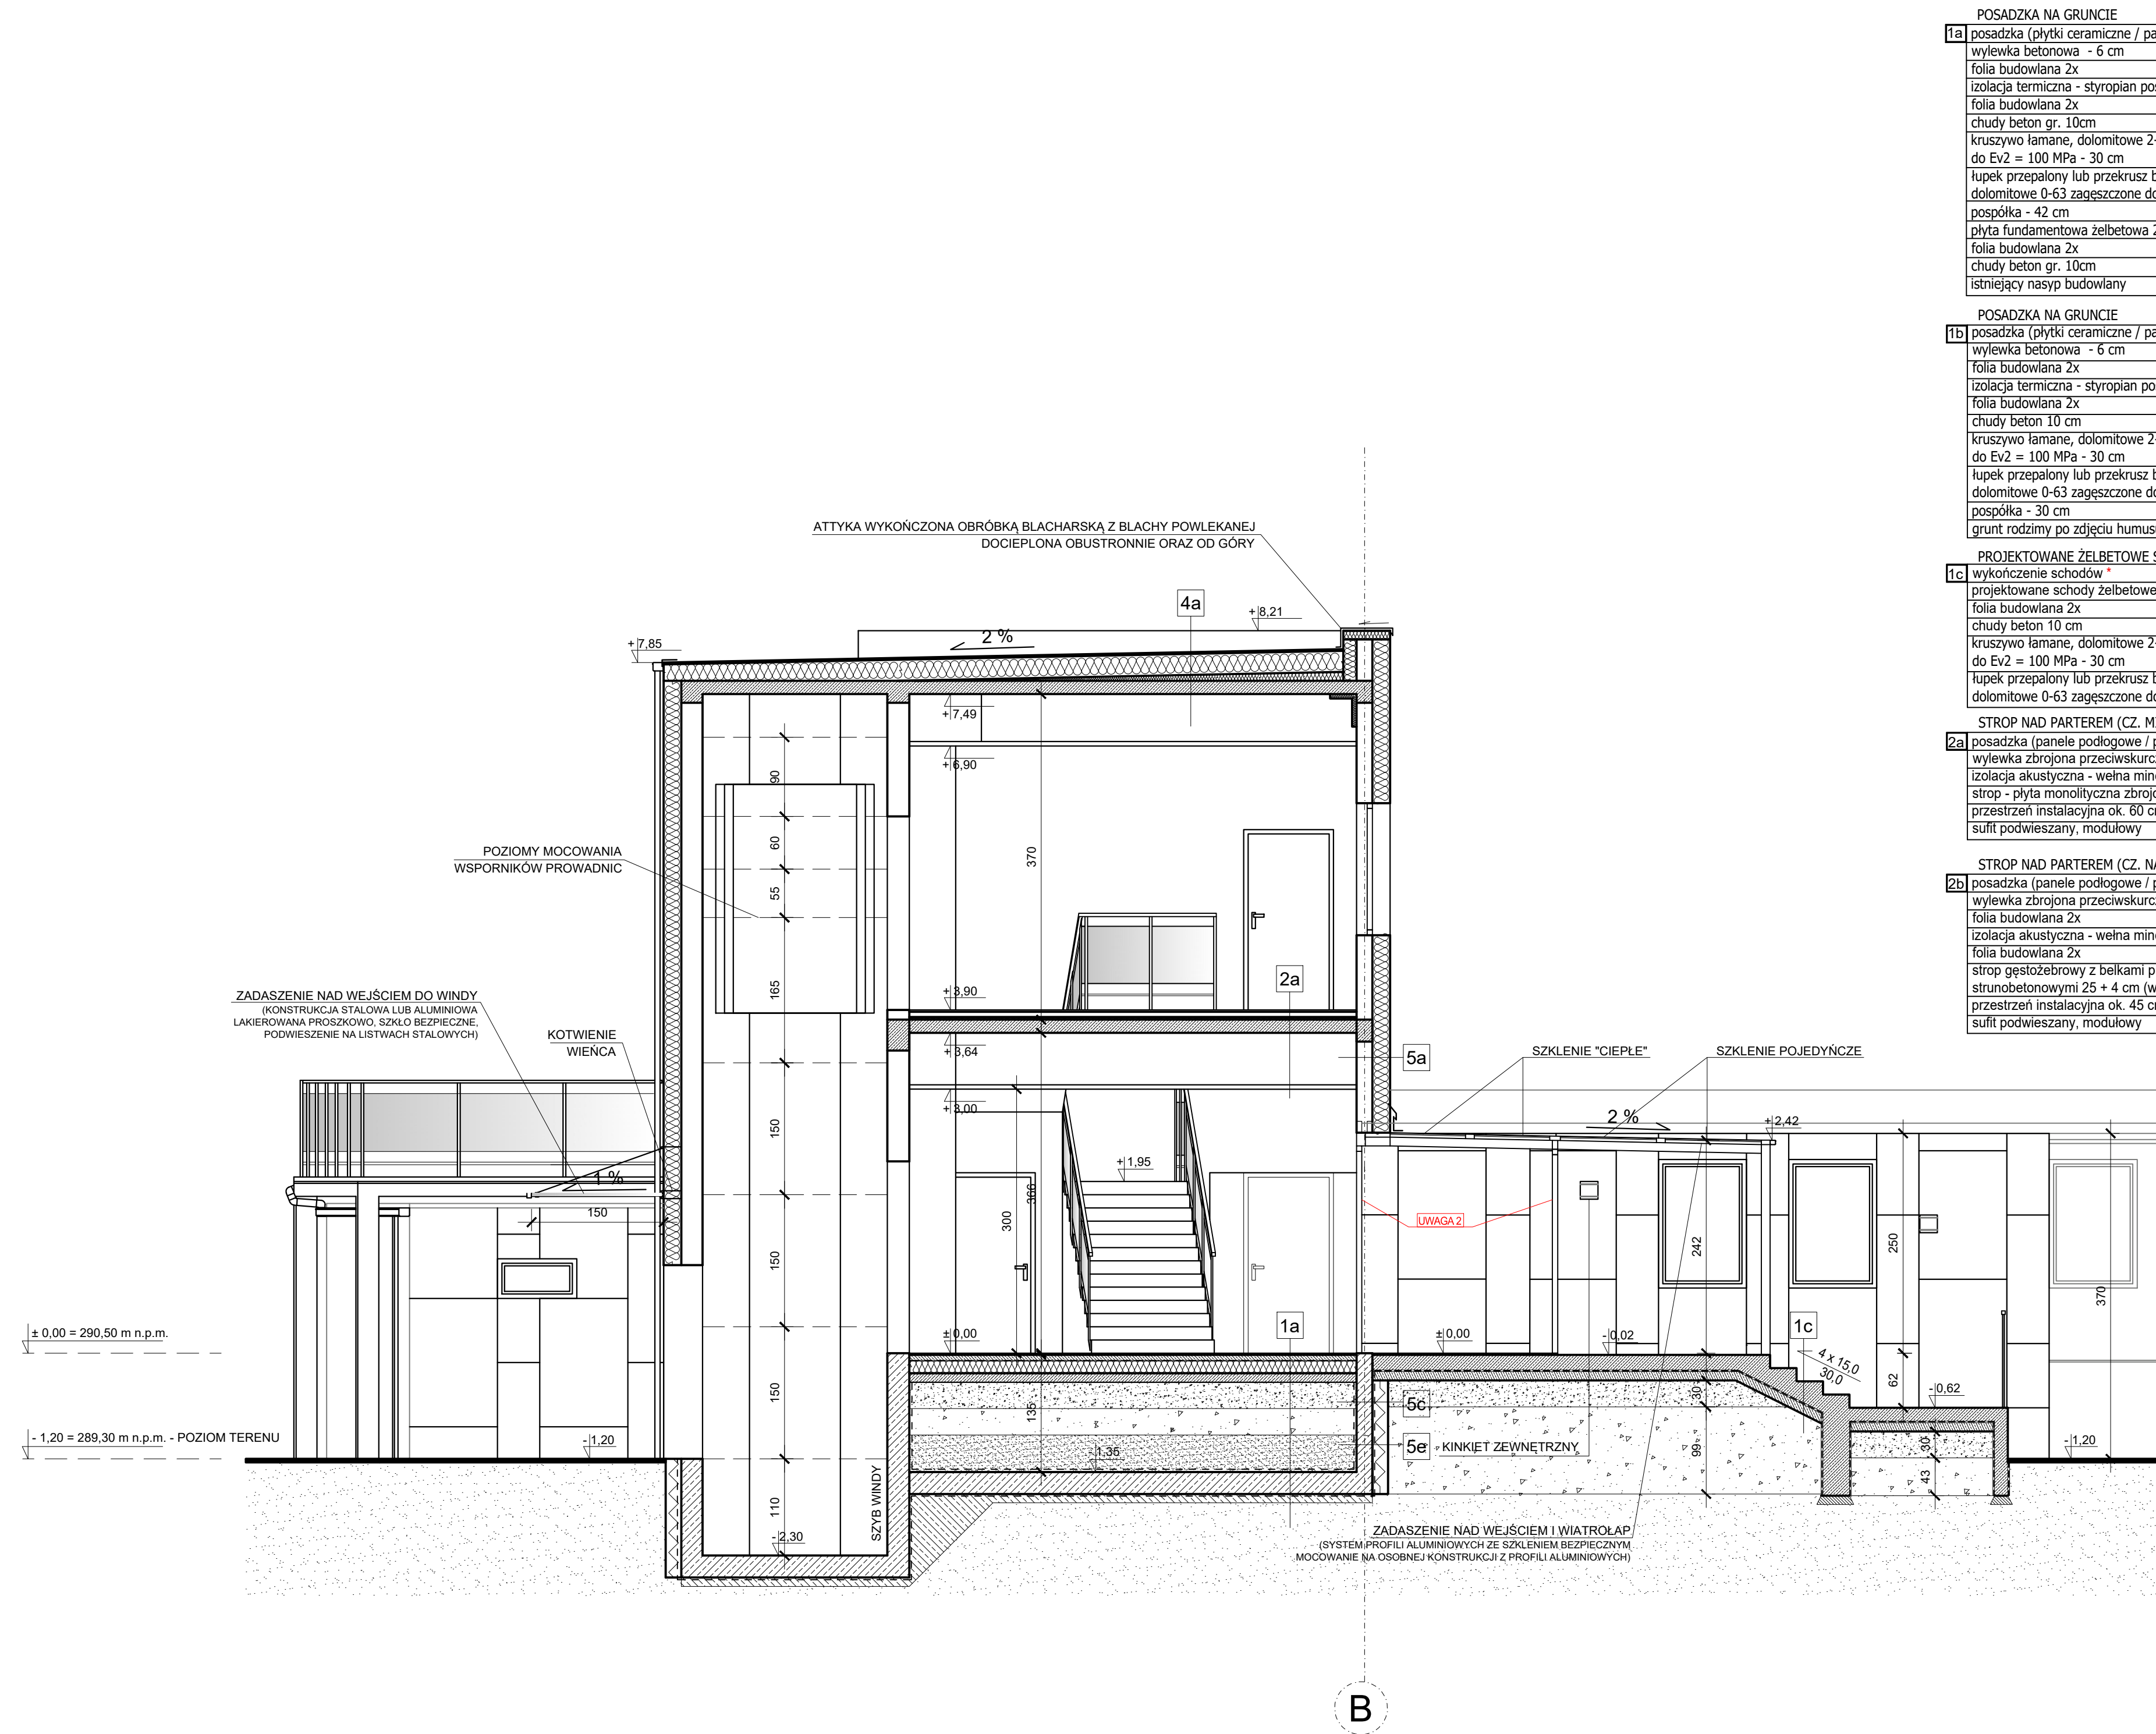 POSADZKA NA GRUNCIE
1a posadzka (płytki ceramiczne / pa
wylewka betonowa - 6 cm
folia budowlana 2x
izolacja termiczna - styropian po
folia budowlana 2x
chudy beton gr. 10cm
kruszywo łamane, dolomitowe 2-
do Ev2 = 100 MPa - 30 cm
łupek przepalony lub przekrusz b
dolomitowe 0-63 zagęszczone do
pospółka - 42 cm
płyta fundamentowa żelbetowa 2
folia budowlana 2x
chudy beton gr. 10cm
istniejący nasyp budowlany
POSADZKA NA GRUNCIE
1b posadzka (płytki ceramiczne / pa
wylewka betonowa - 6 cm
folia budowlana 2x
izolacja termiczna - styropian po
folia budowlana 2x
chudy beton 10 cm
kruszywo łamane, dolomitowe 2-
do Ev2 = 100 MPa - 30 cm
łupek przepalony lub przekrusz b
dolomitowe 0-63 zagęszczone do
pospółka - 30 cm
grunt rodzimy po zdjęciu humus
PROJEKTOWANE ŻELBETOWE S
1c wykończenie schodów *
projektowane schody żelbetowe
folia budowlana 2x
chudy beton 10 cm
kruszywo łamane, dolomitowe 2-
do Ev2 = 100 MPa - 30 cm
łupek przepalony lub przekrusz b
dolomitowe 0-63 zagęszczone do
STROP NAD PARTEREM (CZ. M
2a posadzka (panele podłogowe / p
wylewka zbrojona przeciwskurc
izolacja akustyczna - wełna min
strop - płyta monolityczna zbroj
przestrzeń instalacyjna ok. 60 c
sufit podwieszany, modułowy
STROP NAD PARTEREM (CZ. NA
2b posadzka (panele podłogowe / p
wylewka zbrojona przeciwskurc
folia budowlana 2x
izolacja akustyczna - wełna min
folia budowlana 2x
strop gęstożebrowy z belkami p
strunobetonowymi 25 + 4 cm (w
przestrzeń instalacyjna ok. 45 c
sufit podwieszany, modułowy
ATTYKA WYKOŃCZONA OBRÓBKĄ BLACHARSKĄ Z BLACHY POWLEKANEJ
DOCIEPLONA OBUSTRONNIE ORAZ OD GÓRY
4a
+ 8,21
2 %
+ 7,85
+ 7,49
+ 6,90
90
60
55
165
150
150
150
110
370
POZIOMY MOCOWANIA
WSPORNIKÓW PROWADNIC
2a
+ 3,90
+ 3,64
+ 3,00
ZADASZENIE NAD WEJŚCIEM DO WINDY
(KONSTRUKCJA STALOWA LUB ALUMINIOWA
LAKIEROWANA PROSZKOWO, SZKŁO BEZPIECZNE,
PODWIESZENIE NA LISTWACH STALOWYCH)
KOTWIENIE
WIEŃCA
5a
SZKLENIE "CIEPŁE"
SZKLENIE POJEDYŃCZE
2 %
+ 2,42
1 %
150
+ 1,95
366
300
UWAGA 2
242
250
370
± 0,00 = 290,50 m n.p.m.
± 0,00
1a
± 0,00
- 0,02
1c
4 x 15,0
30,0
62
- 0,62
- 1,20 = 289,30 m n.p.m. - POZIOM TERENU
- 1,20
135
- 1,35
5c
5e
KINKIET ZEWNĘTRZNY
30
99
30
43
- 1,20
SZYB WINDY
- 2,30
ZADASZENIE NAD WEJŚCIEM I WIATROŁAP
(SYSTEM PROFILI ALUMINIOWYCH ZE SZKLENIEM BEZPIECZNYM
MOCOWANIE NA OSOBNEJ KONSTRUKCJI Z PROFILI ALUMINIOWYCH)
B